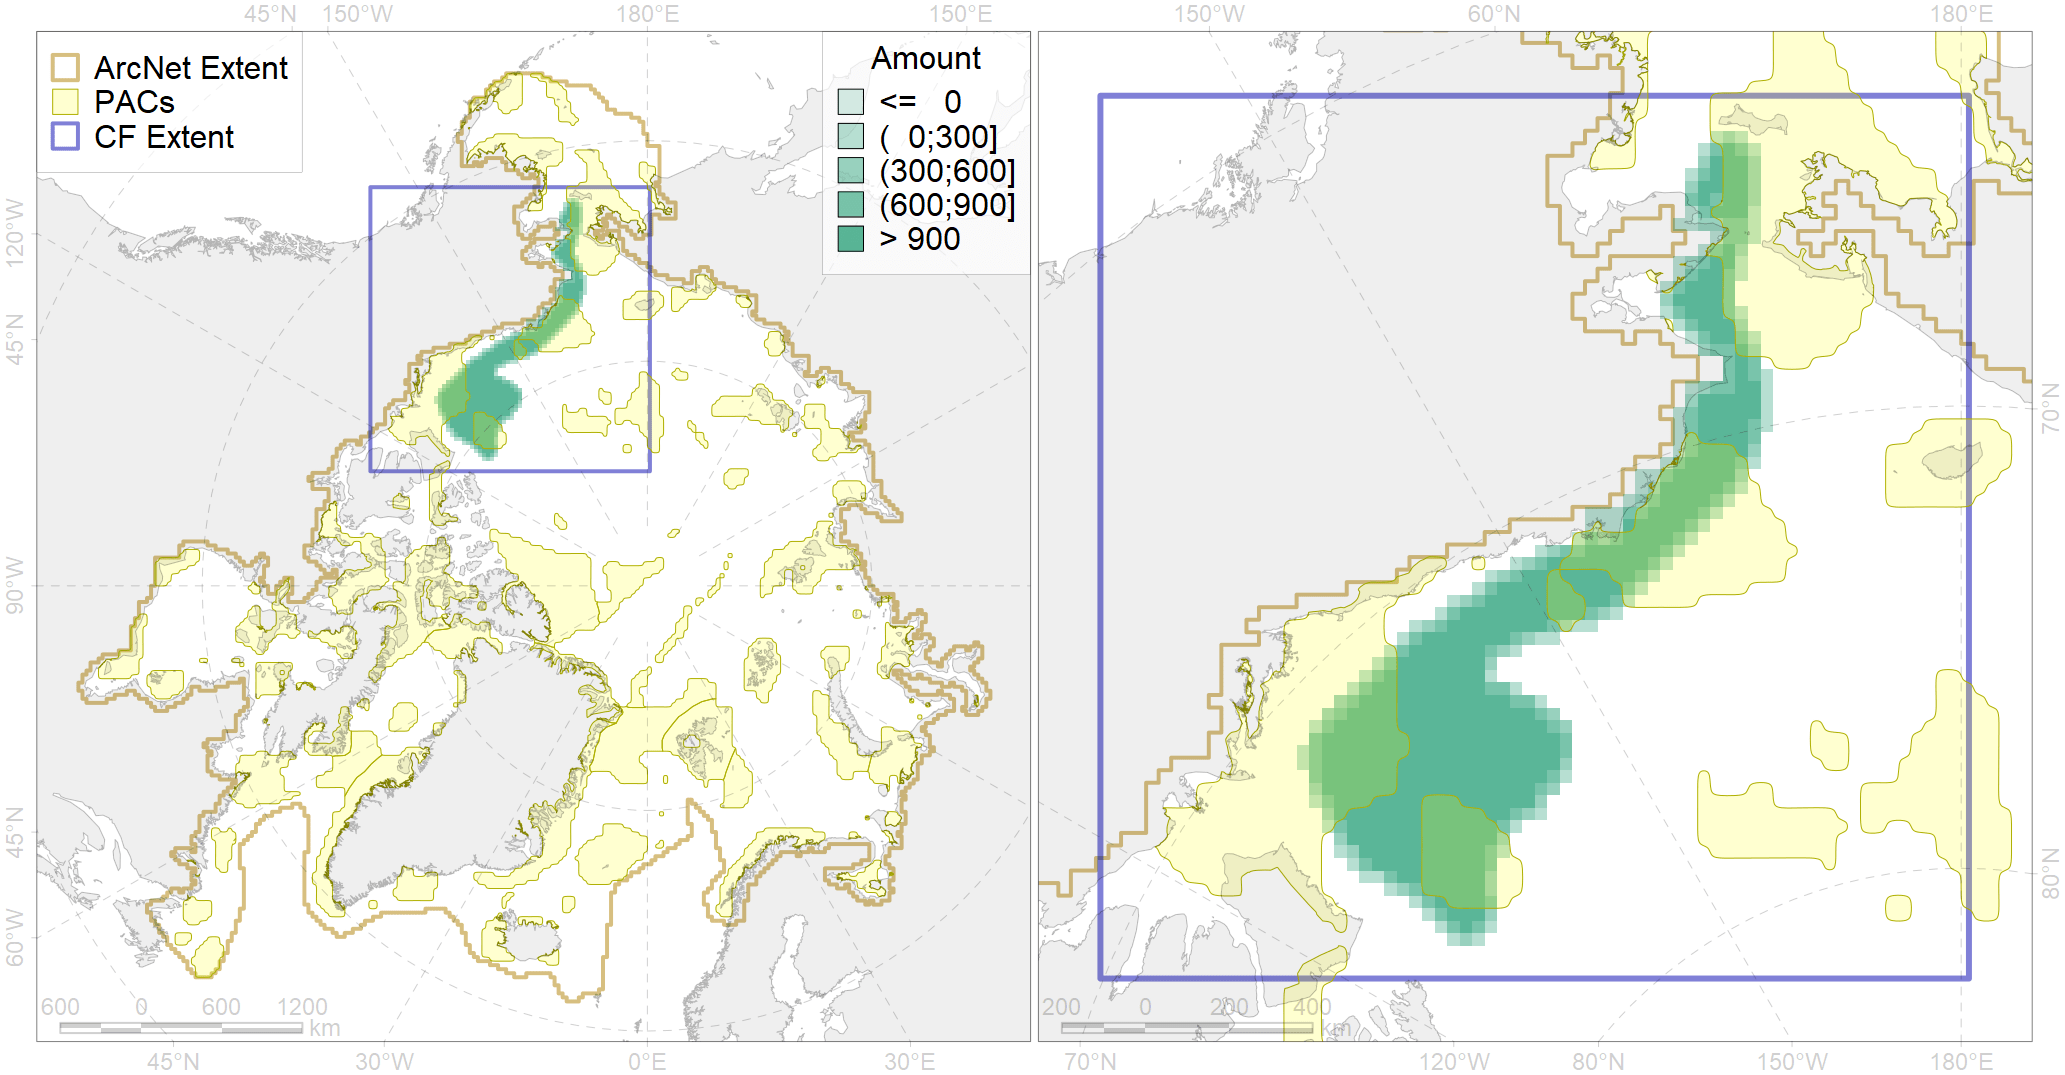 45°N 150°W 180°E 150°E 150°W 60°N 180°E
ArcNet Extent
PACs
CF Extent
Amount
<= 0
( 0;300]
(300;600]
(600;900]
> 900
120°W
45°N
90°W
45°N
60°W
70°N
80°N
600 0 600 1200
km
200 0 200 400
km
45°N 30°W 0°E 30°E 70°N 120°W 80°N 150°W 180°E